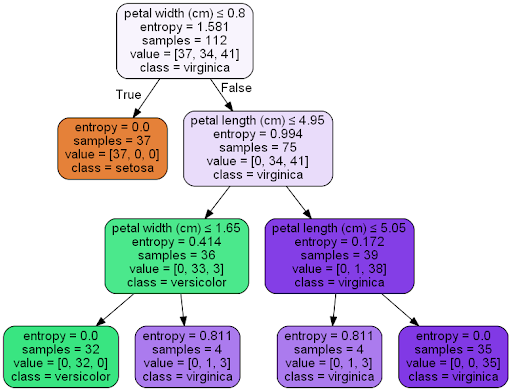 petal width (cm) ≤ 0.8
entropy = 1.581
samples = 112
value = [37, 34, 41]
class = virginica
True
False
entropy = 0.0
samples = 37
value = [37, 0, 0]
class = setosa
petal length (cm) ≤ 4.95
entropy = 0.994
samples = 75
value = [0, 34, 41]
class = virginica
petal width (cm) ≤ 1.65
entropy = 0.414
samples = 36
value = [0, 33, 3]
class = versicolor
petal length (cm) ≤ 5.05
entropy = 0.172
samples = 39
value = [0, 1, 38]
class = virginica
entropy = 0.0
samples = 32
value = [0, 32, 0]
class = versicolor
entropy = 0.811
samples = 4
value = [0, 1, 3]
class = virginica
entropy = 0.811
samples = 4
value = [0, 1, 3]
class = virginica
entropy = 0.0
samples = 35
value = [0, 0, 35]
class = virginica